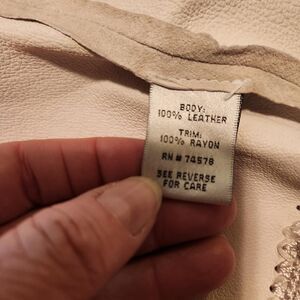 BODY:
100% LEATHER
TRIM:
100% RAYON
RN # 74578
SEE REVERSE
FOR CARE